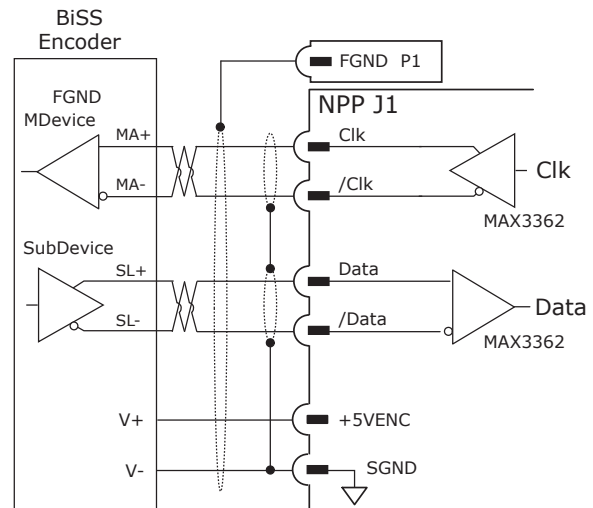 BiSS
Encoder
FGND P1
NPP J1
FGND
MDevice
MA+
Clk
Clk
MA-
/Clk
MAX3362
SubDevice
SL+
Data
Data
SL-
/Data
MAX3362
V+
+5VENC
V-
SGND